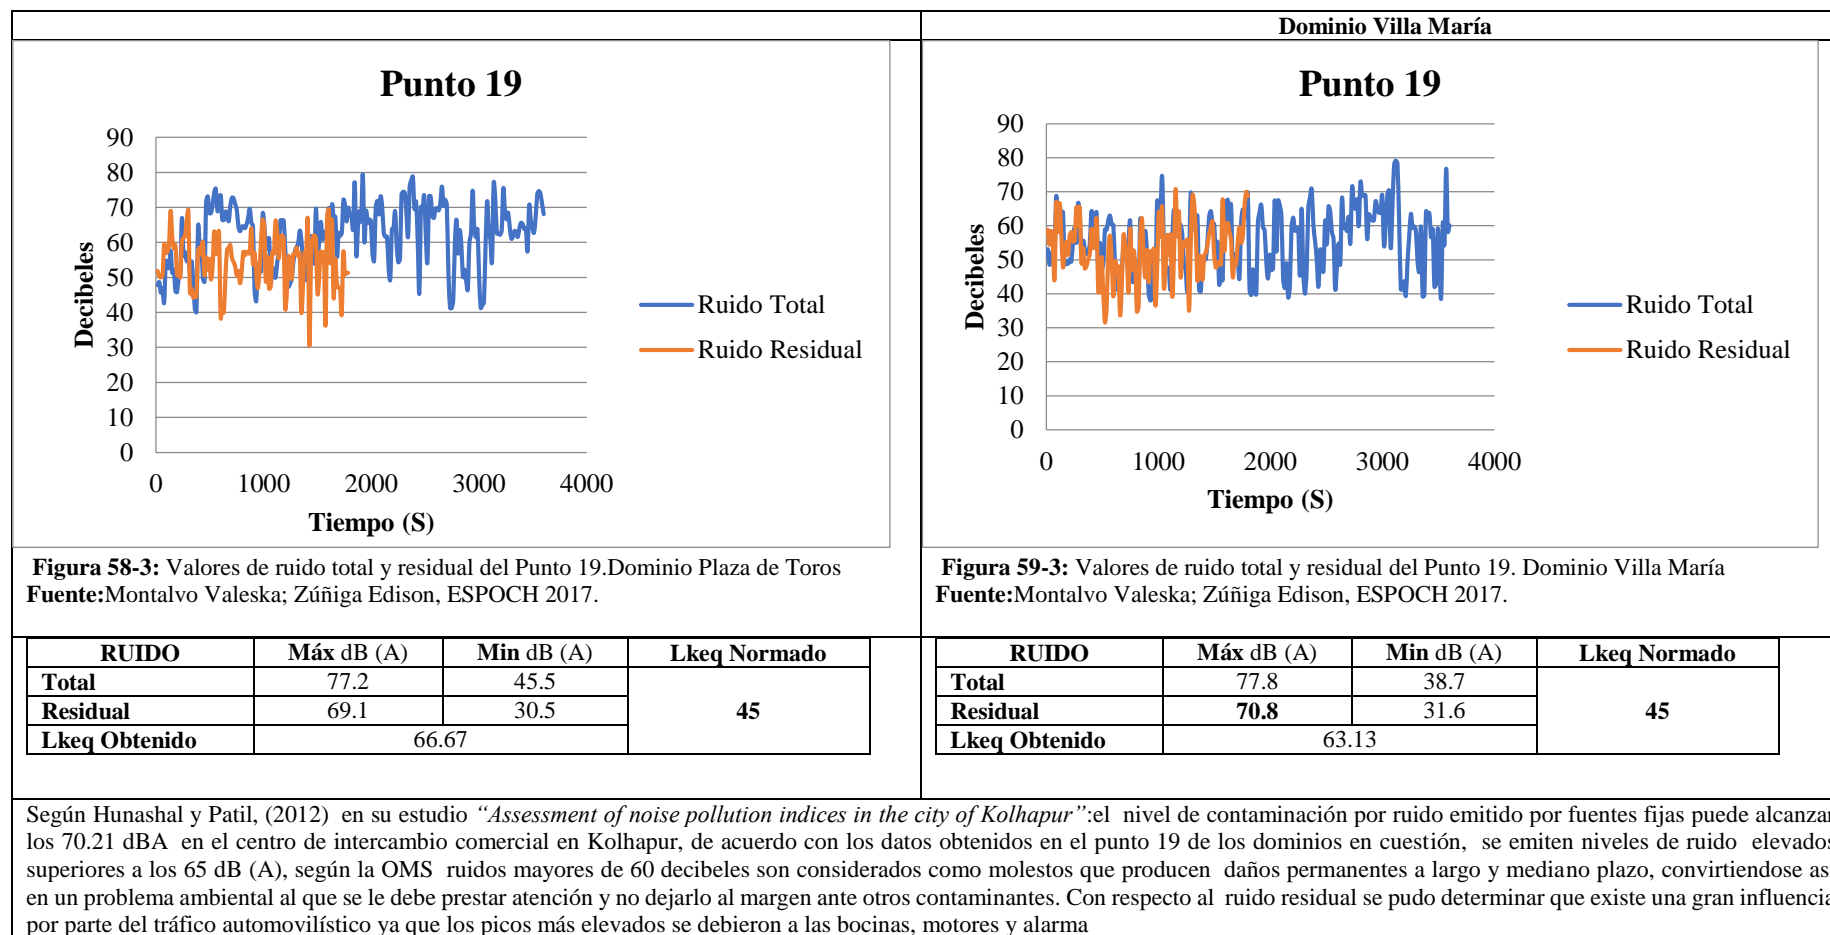 Dominio Villa María
Punto 19
90
80
70
60
50
40
30
20
10
0
Decibeles
0 1000 2000 3000 4000
Tiempo (S)
Ruido Total
Ruido Residual
Figura 58-3: Valores de ruido total y residual del Punto 19.Dominio Plaza de Toros
Fuente:Montalvo Valeska; Zúñiga Edison, ESPOCH 2017.
RUIDO Máx dB (A) Min dB (A) Lkeq Normado
Total 77.2 45.5
Residual 69.1 30.5 45
Lkeq Obtenido 66.67
Punto 19
90
80
70
60
50
40
30
20
10
0
Decibeles
0 1000 2000 3000 4000
Tiempo (S)
Ruido Total
Ruido Residual
Figura 59-3: Valores de ruido total y residual del Punto 19. Dominio Villa María
Fuente:Montalvo Valeska; Zúñiga Edison, ESPOCH 2017.
RUIDO Máx dB (A) Min dB (A) Lkeq Normado
Total 77.8 38.7
Residual 70.8 31.6 45
Lkeq Obtenido 63.13
Según Hunashal y Patil, (2012) en su estudio "Assessment of noise pollution indices in the city of Kolhapur":el nivel de contaminación por ruido emitido por fuentes fijas puede alcanzar
los 70.21 dBA en el centro de intercambio comercial en Kolhapur, de acuerdo con los datos obtenidos en el punto 19 de los dominios en cuestión, se emiten niveles de ruido elevados
superiores a los 65 dB (A), según la OMS ruidos mayores de 60 decibeles son considerados como molestos que producen daños permanentes a largo y mediano plazo, convirtiendose asi
en un problema ambiental al que se le debe prestar atención y no dejarlo al margen ante otros contaminantes. Con respecto al ruido residual se pudo determinar que existe una gran influencia
por parte del tráfico automovilístico ya que los picos más elevados se debieron a las bocinas, motores y alarma